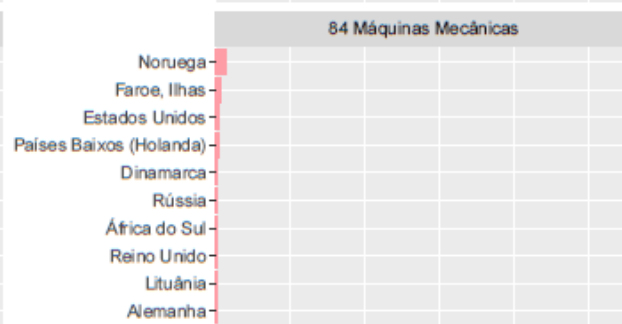 84 Máquinas Mecânicas
Noruega
Faroe, Ilhas
Estados Unidos
Países Baixos (Holanda)
Dinamarca
Rússia
África do Sul
Reino Unido
Lituânia
Alemanha